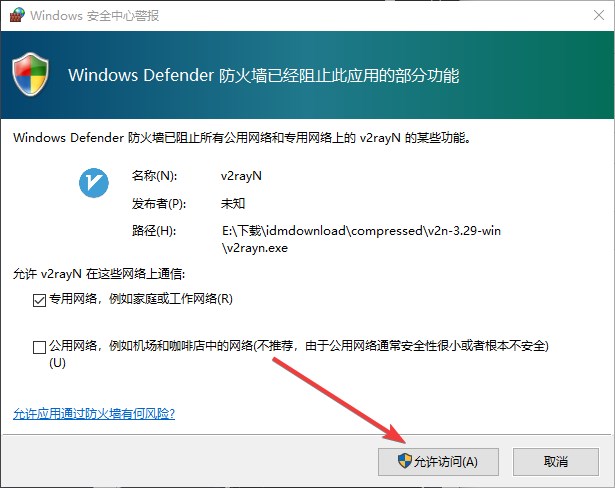 Windows 安全中心警报
Windows Defender 防火墙已经阻止此应用的部分功能
Windows Defender 防火墙已阻止所有公用网络和专用网络上的 v2rayN 的某些功能。
名称(N): v2rayN
发布者(P): 未知
路径(H): E:\下载\idmdownload\compressed\v2n-3.29-win
\v2rayn.exe
允许 v2rayN 在这些网络上通信:
专用网络，例如家庭或工作网络(R)
公用网络，例如机场和咖啡店中的网络(不推荐，由于公用网络通常安全性很小或者根本不安全)
(U)
允许应用通过防火墙有何风险?
允许访问(A) 取消